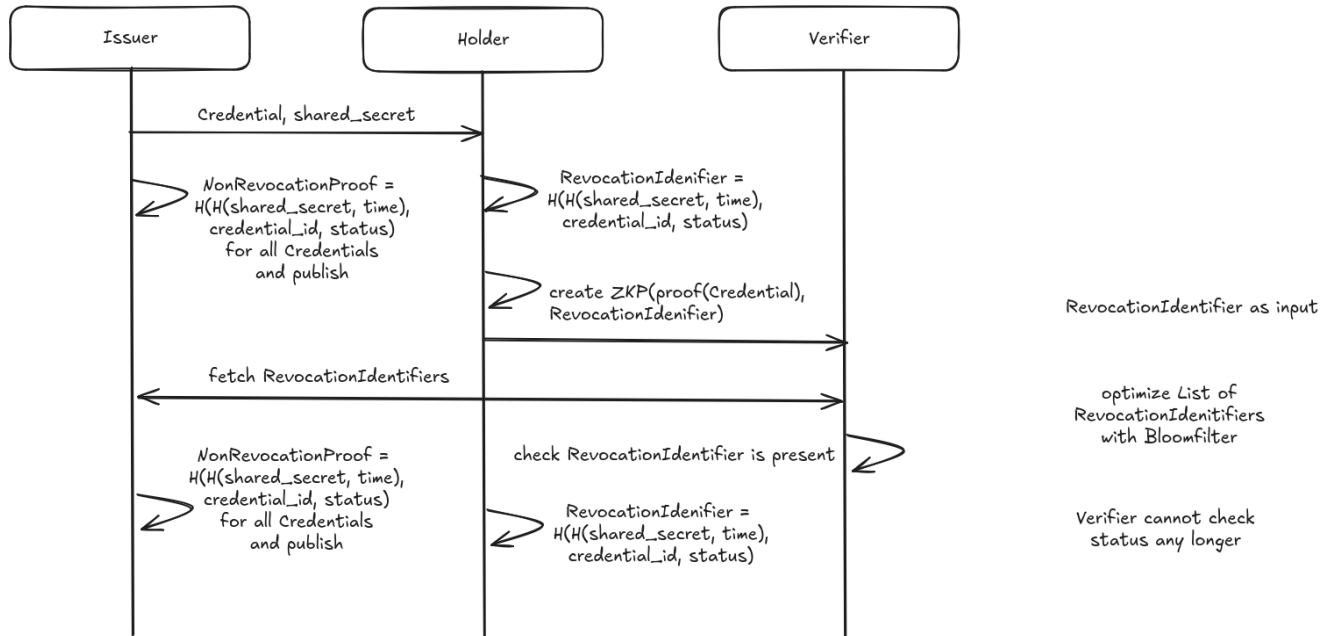 Issuer
Holder
Verifier
Credential, shared_secret
NonRevocationProof =
H(H(shared_secret, time),
credential_id, status)
for all Credentials
and publish
RevocationIdenifier =
H(H(shared_secret, time),
credential_id, status)
create ZKP(proof(Credential),
RevocationIdenifier)
RevocationIdentifier as input
fetch RevocationIdentifiers
optimize List of
RevocationIdenitifiers
with Bloomfilter
check RevocationIdentifier is present
NonRevocationProof =
H(H(shared_secret, time),
credential_id, status)
for all Credentials
and publish
RevocationIdenifier =
H(H(shared_secret, time),
credential_id, status)
Verifier cannot check
status any longer